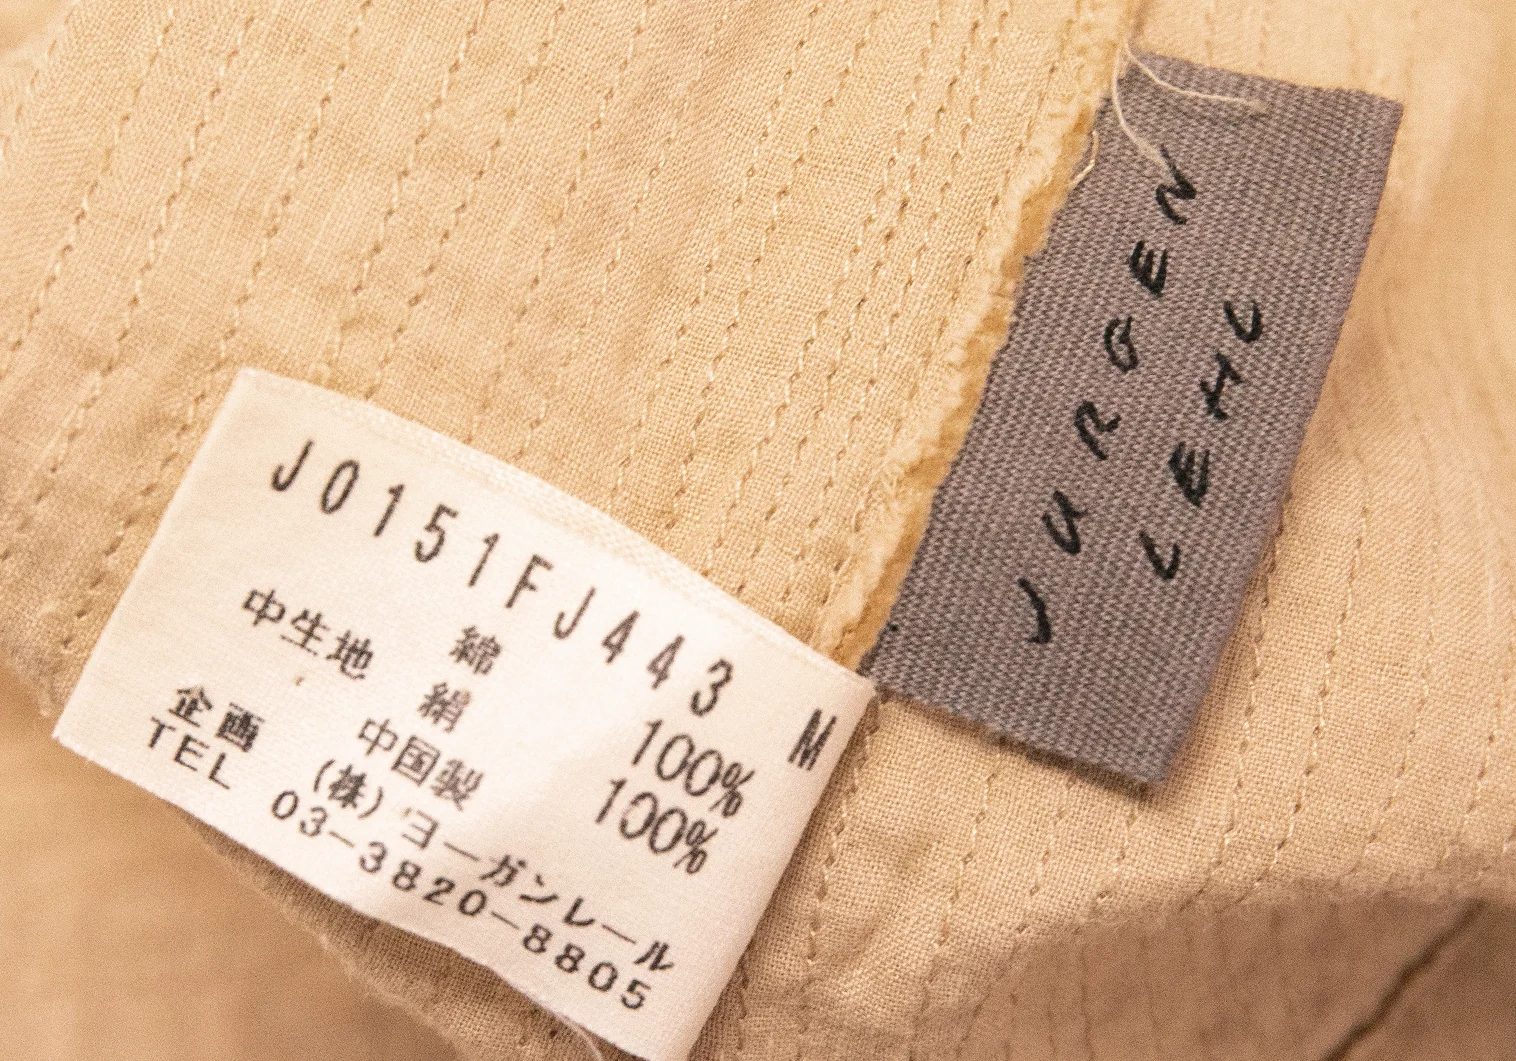 J0151FJ443 M
綿 100%
中生地 絹 100%
中国製
企画 (株)ヨーガンレール
TEL 03-3820-8805
JURGEN
LEHL